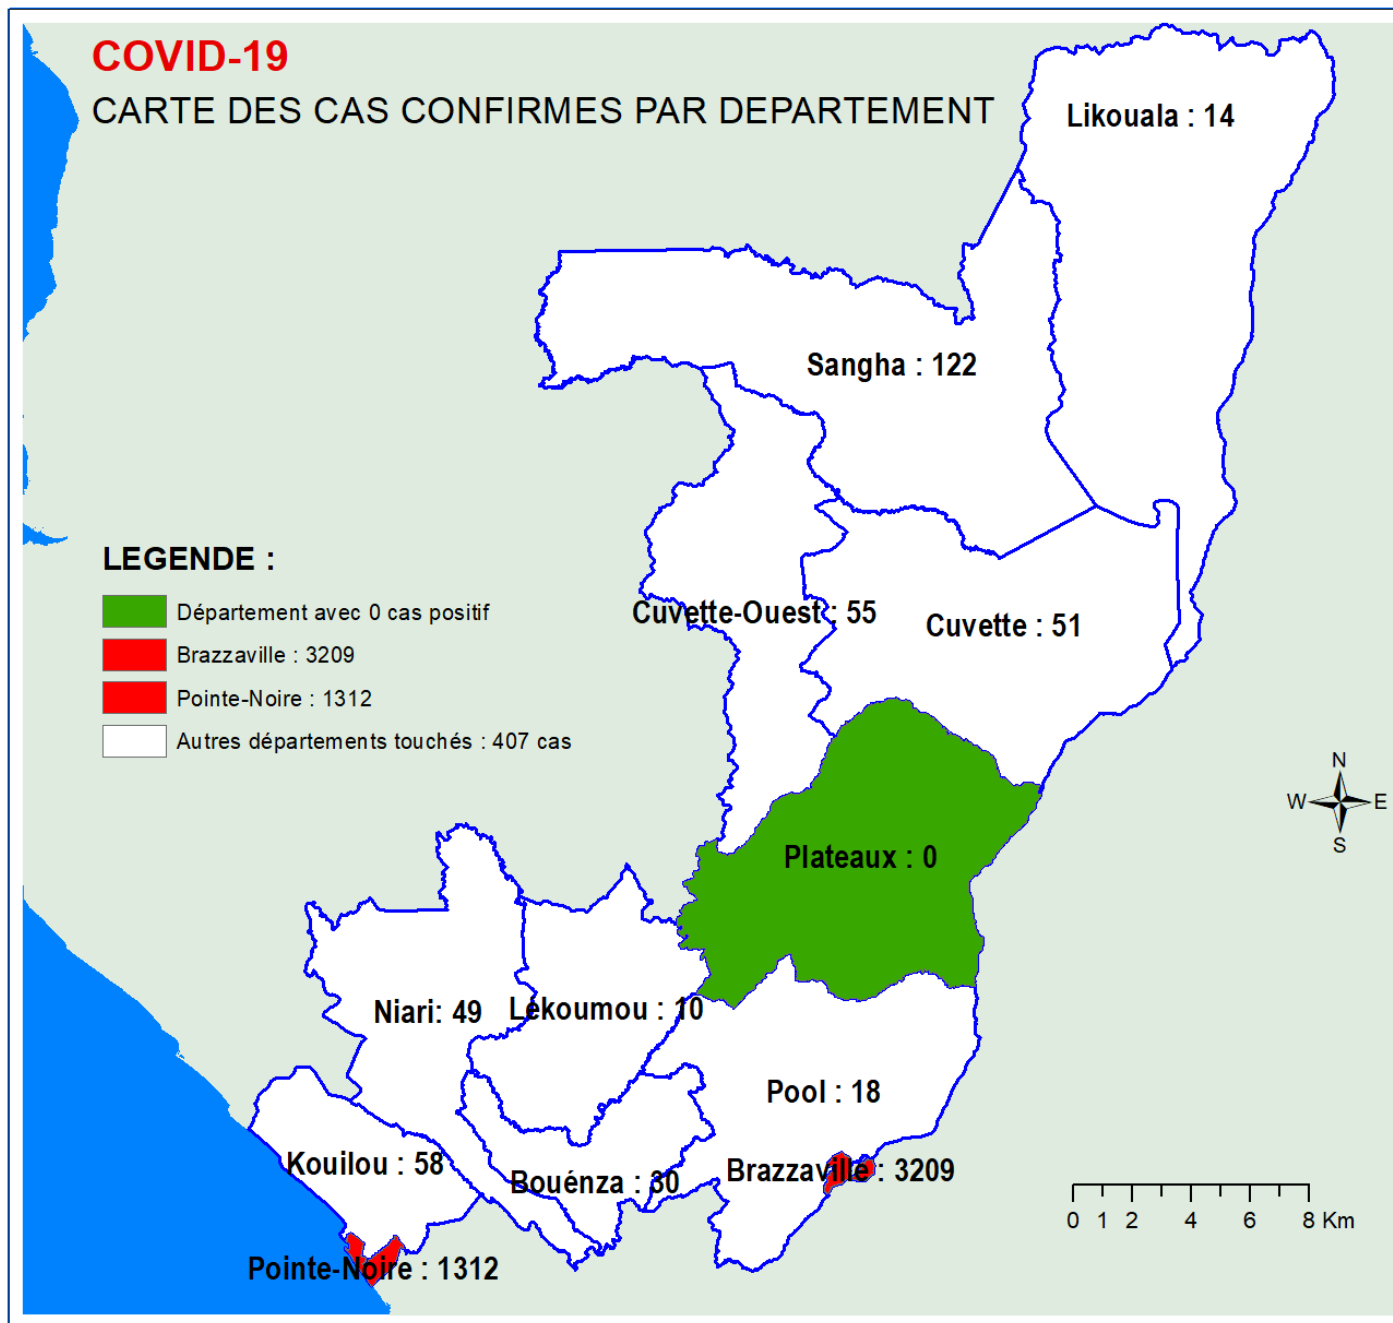 COVID-19
CARTE DES CAS CONFIRMES PAR DEPARTEMENT
Likouala : 14
Sangha : 122
LEGENDE :
Département avec 0 cas positif
Brazzaville : 3209
Pointe-Noire : 1312
Autres départements touchés : 407 cas
Cuvette-Ouest : 55
Cuvette : 51
N
W E
S
Plateaux : 0
Niari: 49
Lékoumou : 10
Pool : 18
Kouilou : 58
Bouénza : 30
Brazzaville : 3209
Pointe-Noire : 1312
0 1 2 4 6 8 Km